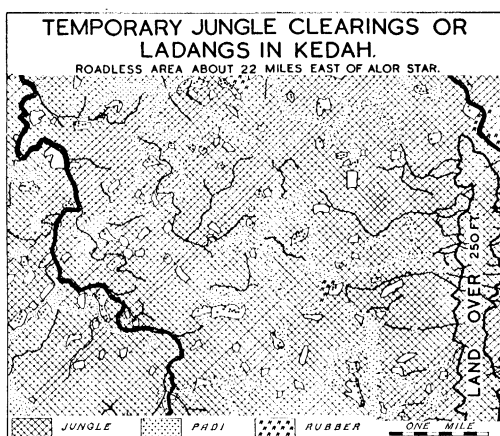 TEMPORARY JUNGLE CLEARINGS OR
LADANGS IN KEDAH.
ROADLESS AREA ABOUT 22 MILES EAST OF ALOR STAR.
LAND OVER 250 FT.
JUNGLE PADI RUBBER ONE MILE